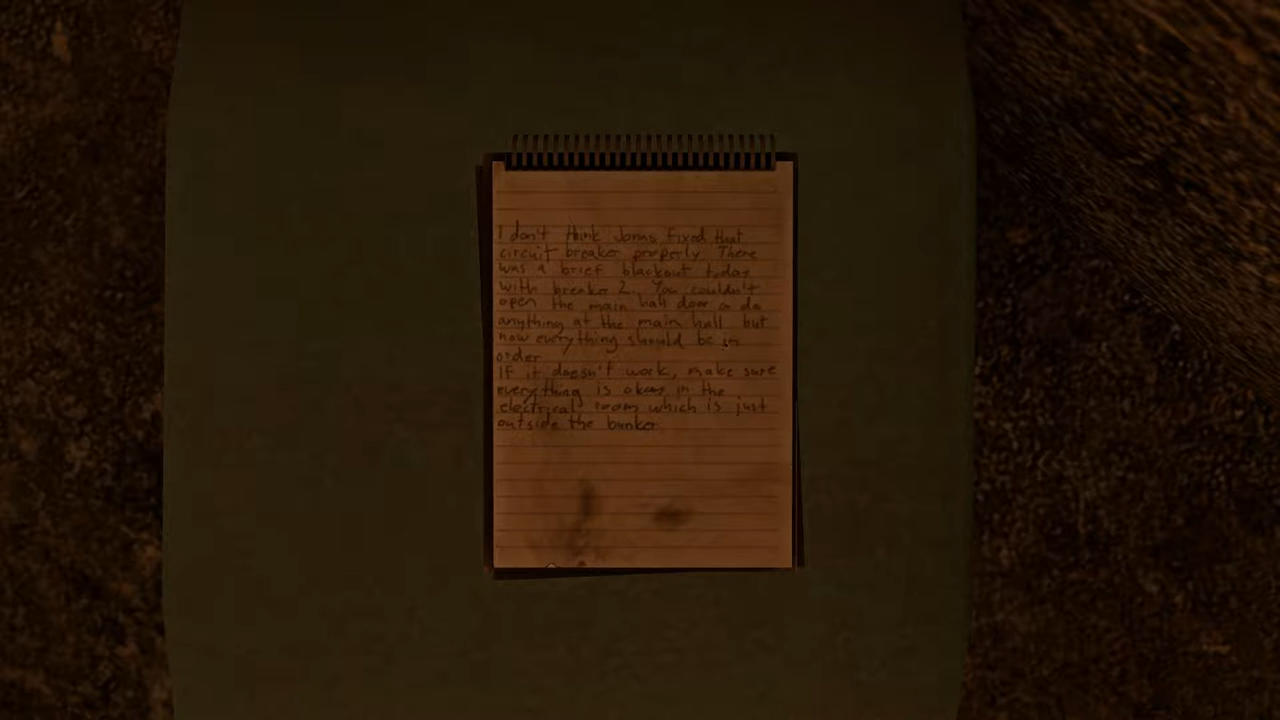 I don't think Jonas fixed that
circuit breaker properly. There
was a brief blackout today
with breaker 2. You couldn't
open the main hall door or do
anything at the main hall but
now everything should be in
order
If it doesn't work, make sure
everything is okay in the
electrical room which is just
outside the bunker